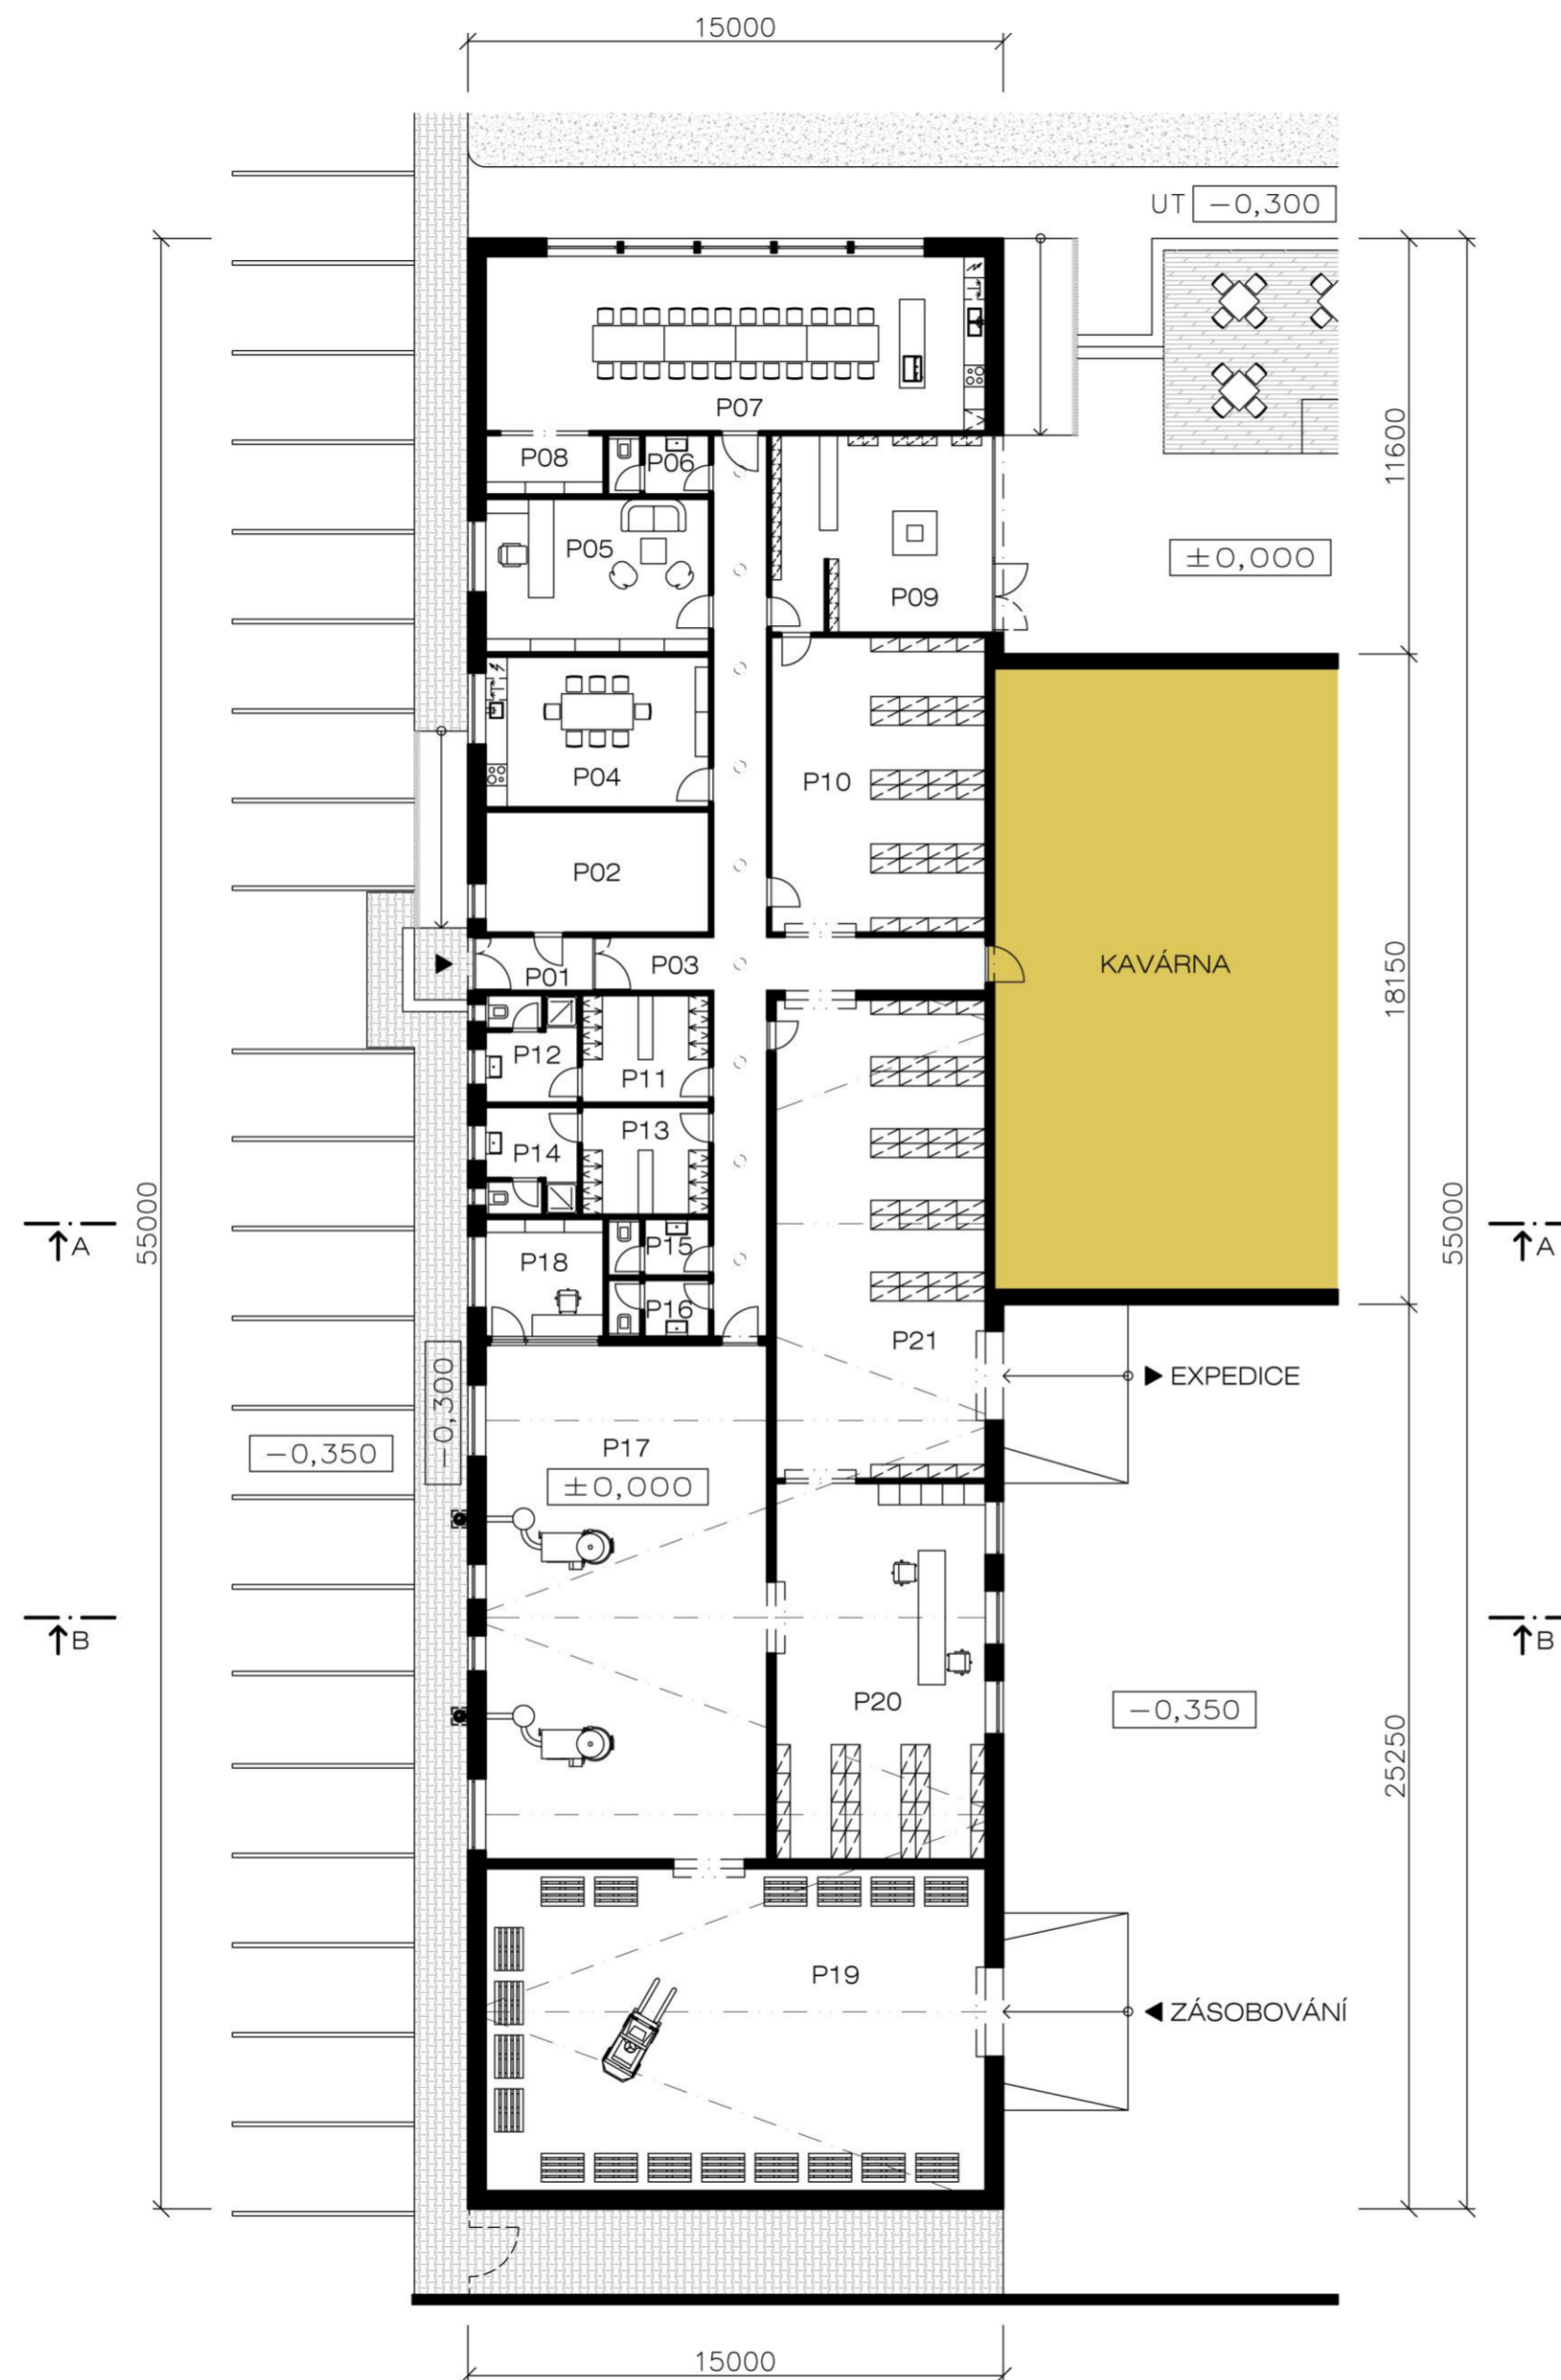 15000
UT −0,300
P07
11600
P08
P06
P05
±0,000
P09
P04
P10
P02
KAVÁRNA
18150
P01
P03
P12
P11
P13
P14
55000
55000
A
A
P15
P18
P16
P21
−0,300
EXPEDICE
P17
−0,350
±0,000
B
B
P20
−0,350
25250
P19
ZÁSOBOVÁNÍ
15000